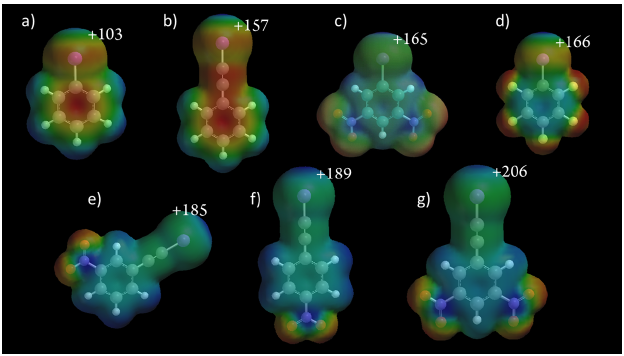 a) +103
b) +157
c) +165
d) +166
e) +185
f) +189
g) +206